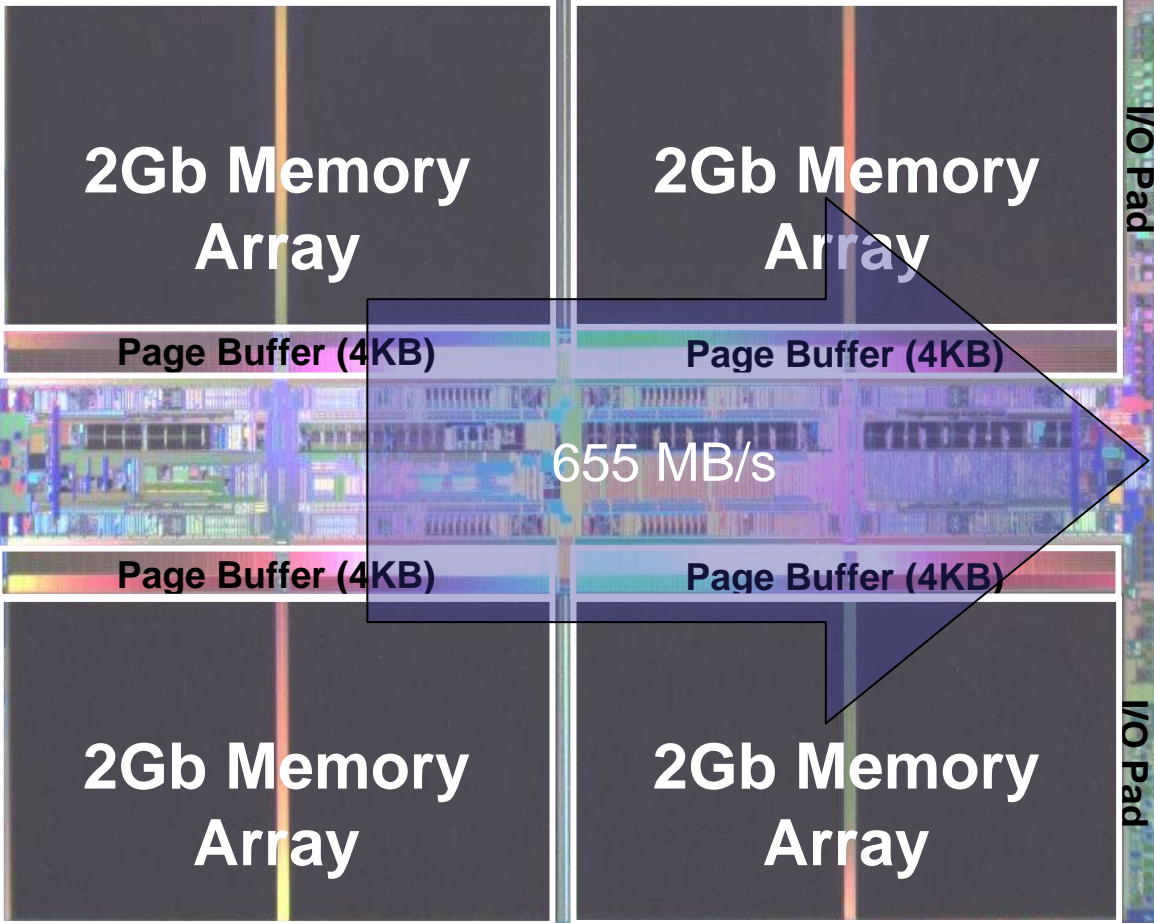 2Gb Memory
Array
2Gb Memory
Array
I/O Pad
Page Buffer (4KB)
Page Buffer (4KB)
655 MB/s
Page Buffer (4KB)
Page Buffer (4KB)
2Gb Memory
Array
2Gb Memory
Array
I/O Pad